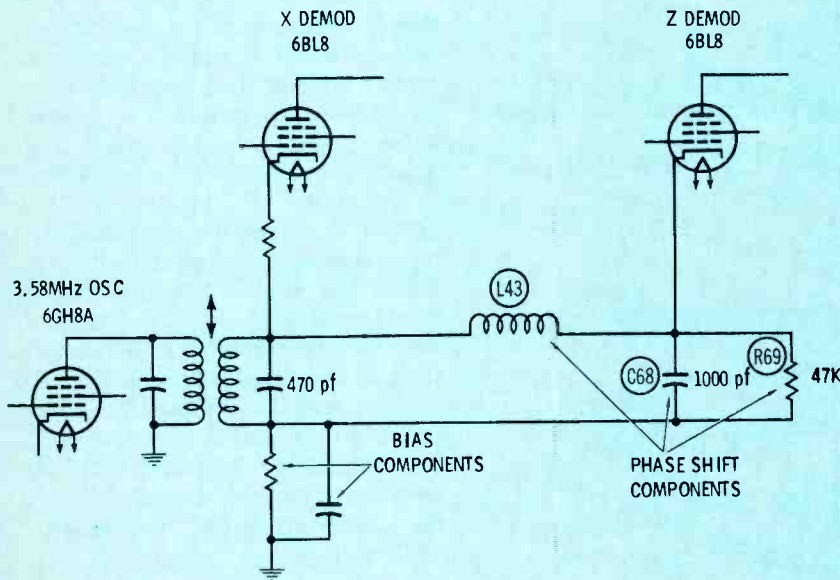 X DEMOD
6BL8
Z DEMOD
6BL8
3.58MHz OSC
6GH8A
L43
470 pf
C68
1000 pf
R69
47K
BIAS
COMPONENTS
PHASE SHIFT
COMPONENTS